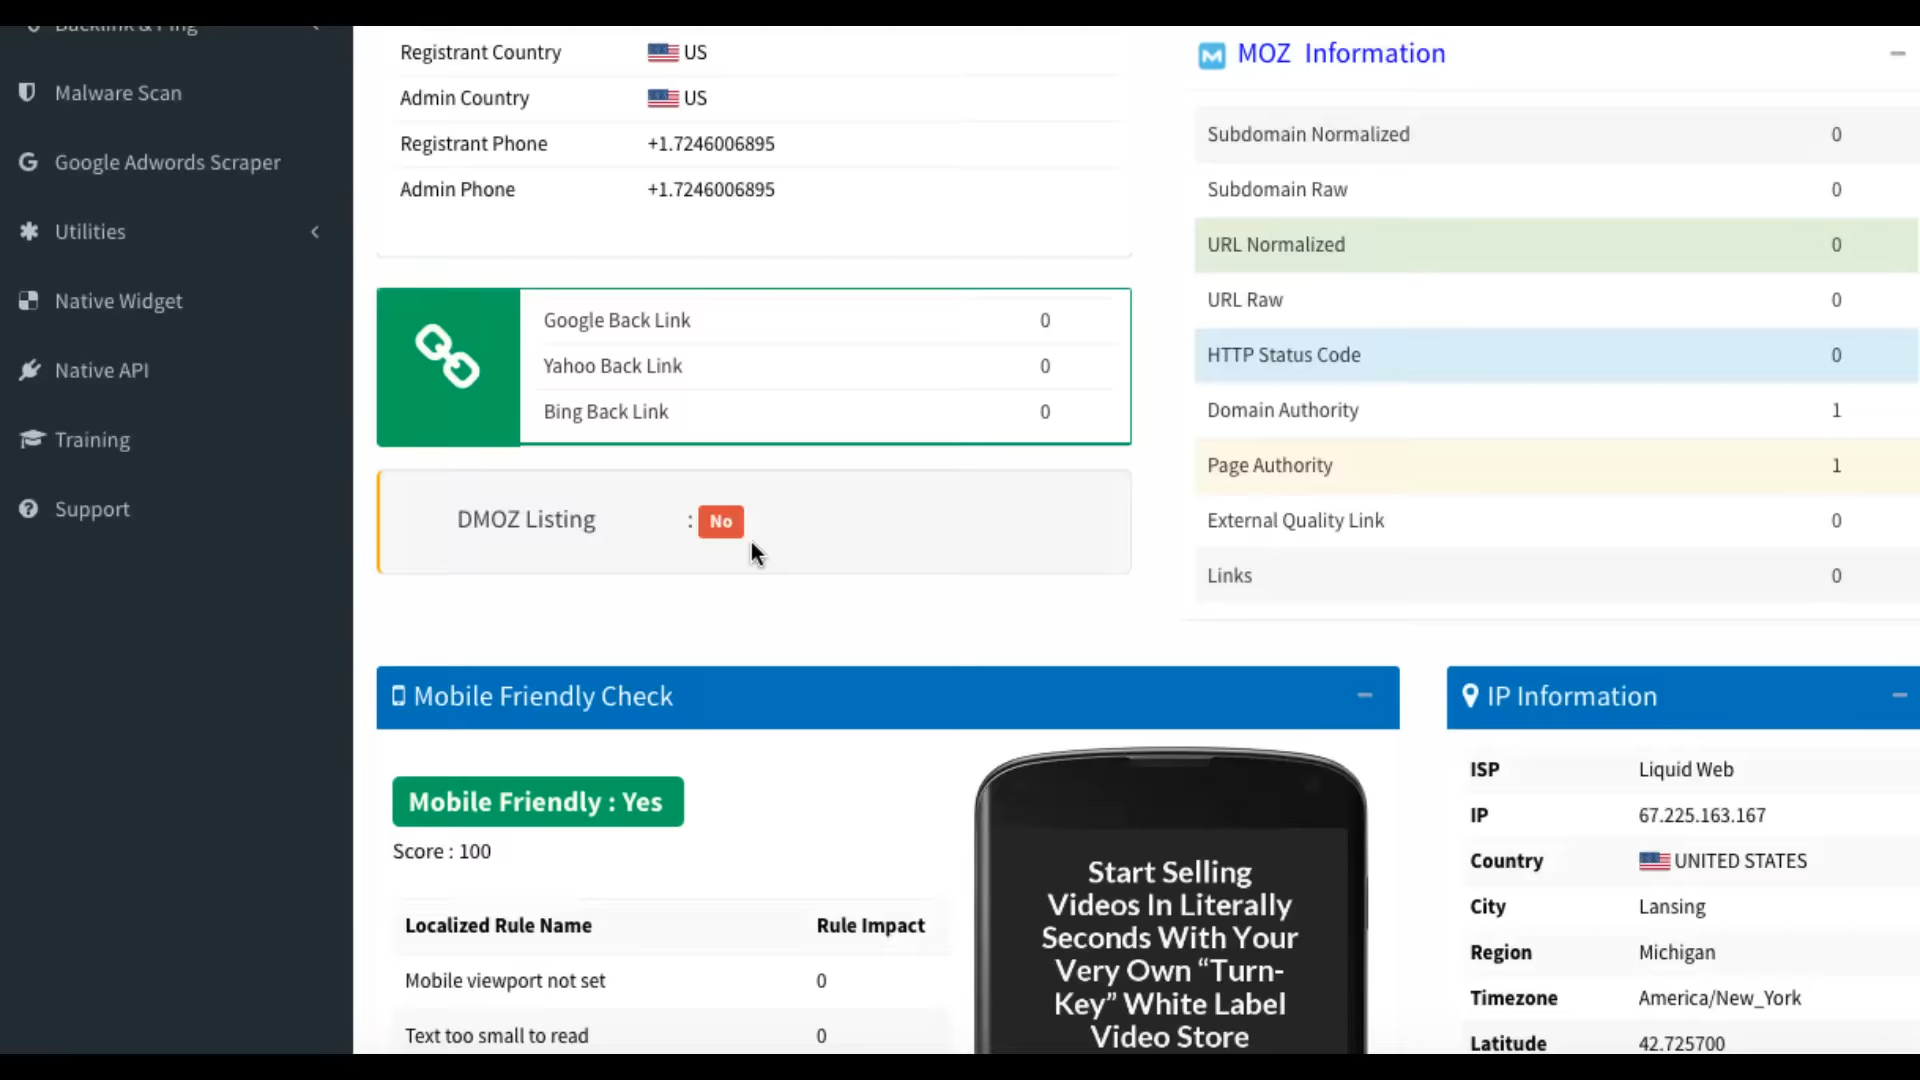 Backlink & Ping
Malware Scan
Google Adwords Scraper
Utilities
Native Widget
Native API
Training
Support
Registrant Country US
Admin Country US
Registrant Phone +1.7246006895
Admin Phone +1.7246006895
Google Back Link 0
Yahoo Back Link 0
Bing Back Link 0
DMOZ Listing : No
MOZ Information
Subdomain Normalized 0
Subdomain Raw 0
URL Normalized 0
URL Raw 0
HTTP Status Code 0
Domain Authority 1
Page Authority 1
External Quality Link 0
Links 0
Mobile Friendly Check
Mobile Friendly : Yes
Score : 100
Localized Rule Name Rule Impact
Mobile viewport not set 0
Text too small to read 0
Start Selling
Videos In Literally
Seconds With Your
Very Own “Turn-
Key” White Label
Video Store
IP Information
ISP Liquid Web
IP 67.225.163.167
Country UNITED STATES
City Lansing
Region Michigan
Timezone America/New_York
Latitude 42.725700